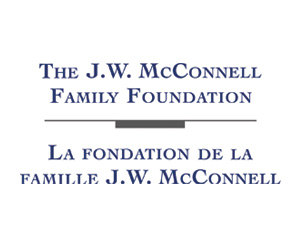 THE J.W. MCCONNELL
FAMILY FOUNDATION
LA FONDATION DE LA
FAMILLE J.W. MCCONNELL